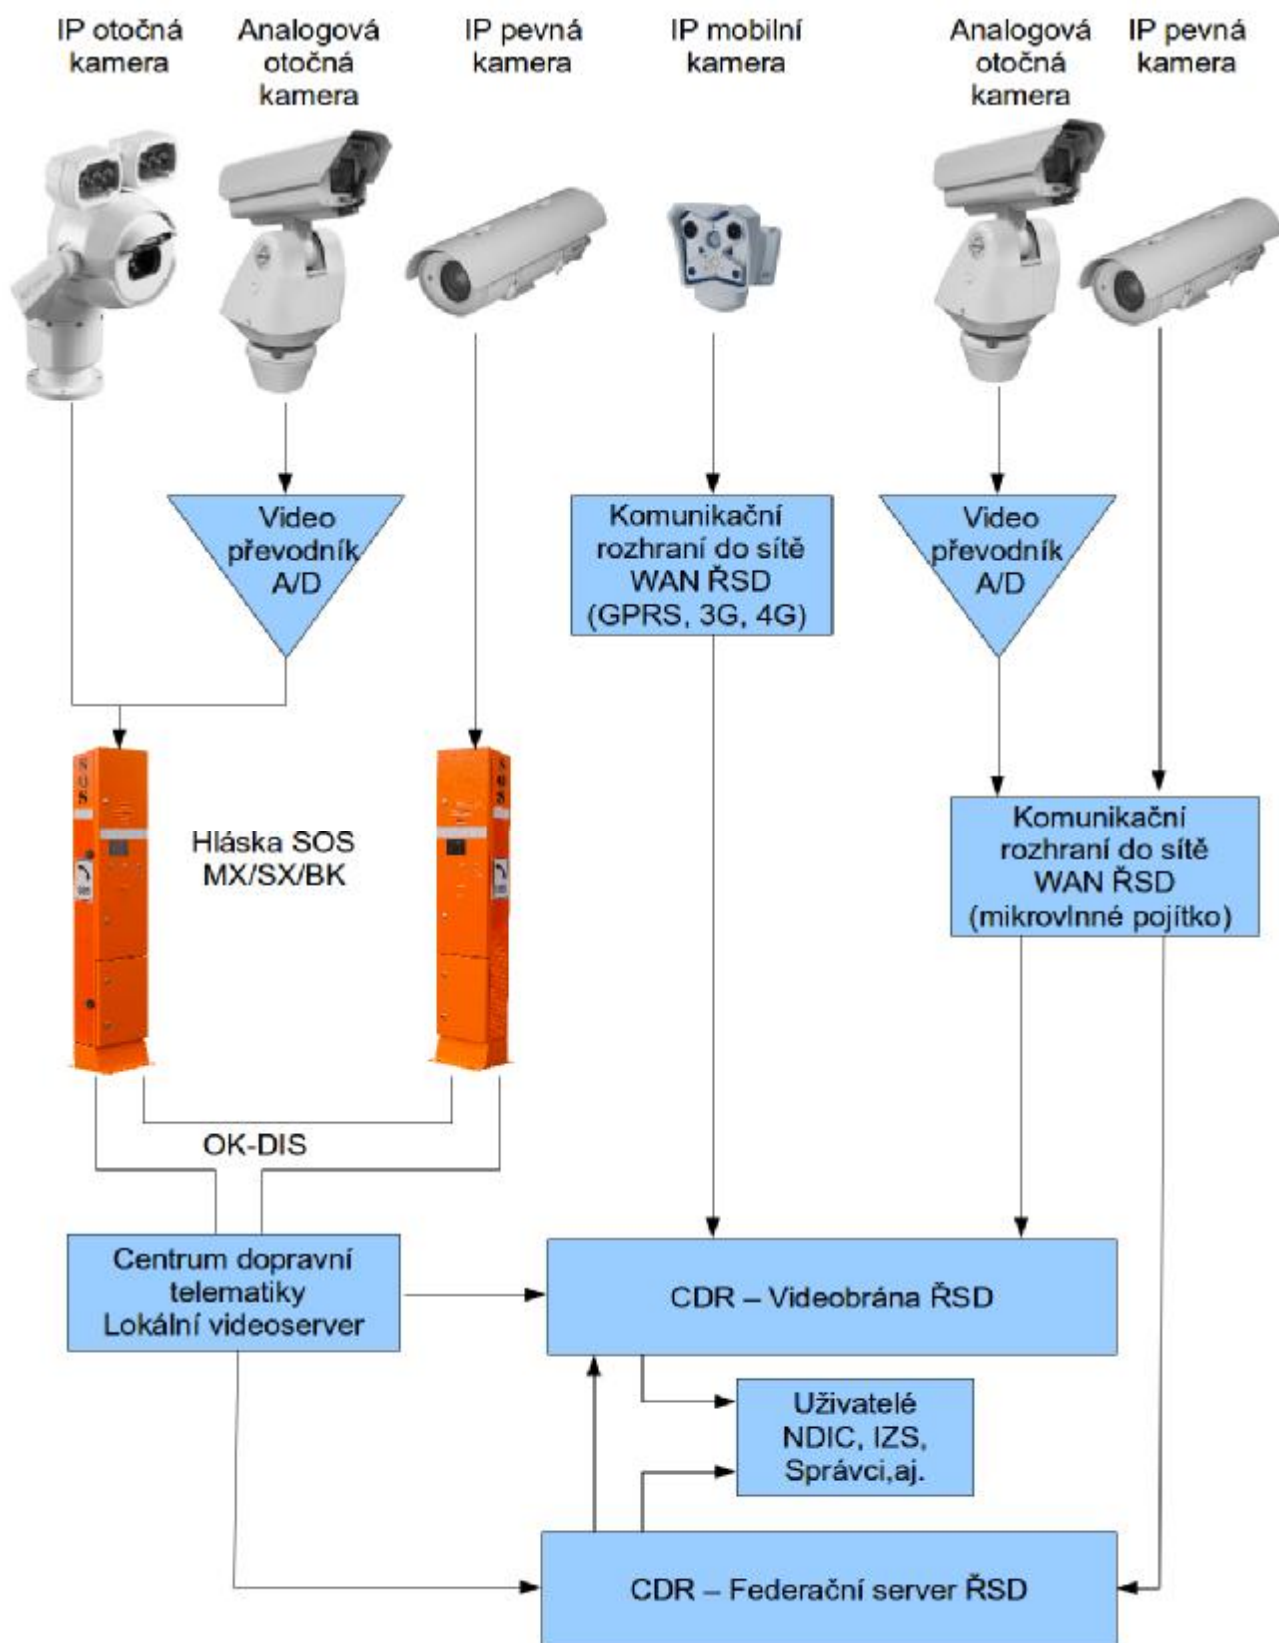 IP otočná
kamera
Analogová
otočná
kamera
IP pevná
kamera
IP mobilní
kamera
Analogová
otočná
kamera
IP pevná
kamera
Video
převodník
A/D
Komunikační
rozhraní do sítě
WAN ŘSD
(GPRS, 3G, 4G)
Video
převodník
A/D
SOS
SOS
Hláska SOS
MX/SX/BK
Komunikační
rozhraní do sítě
WAN ŘSD
(mikrovlnné pojítko)
OK-DIS
Centrum dopravní
telematiky
Lokální videoserver
CDR – Videobrána ŘSD
Uživatelé
NDIC, IZS,
Správci,aj.
CDR – Federační server ŘSD